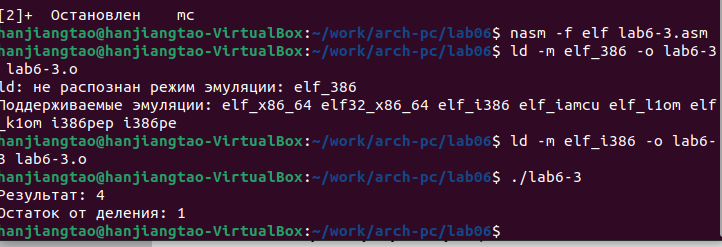 [2]+  Остановлен    mc
hanjiangtao@hanjiangtao-VirtualBox:~/work/arch-pc/lab06$ nasm -f elf lab6-3.asm
hanjiangtao@hanjiangtao-VirtualBox:~/work/arch-pc/lab06$ ld -m elf_386 -o lab6-3
lab6-3.o
ld: не распознан режим эмуляции: elf_386
Поддерживаемые эмуляции: elf_x86_64 elf32_x86_64 elf_i386 elf_iamcu elf_l1om elf
_k1om i386pep i386pe
hanjiangtao@hanjiangtao-VirtualBox:~/work/arch-pc/lab06$ ld -m elf_i386 -o lab6-
3 lab6-3.o
hanjiangtao@hanjiangtao-VirtualBox:~/work/arch-pc/lab06$ ./lab6-3
Результат: 4
Остаток от деления: 1
hanjiangtao@hanjiangtao-VirtualBox:~/work/arch-pc/lab06$